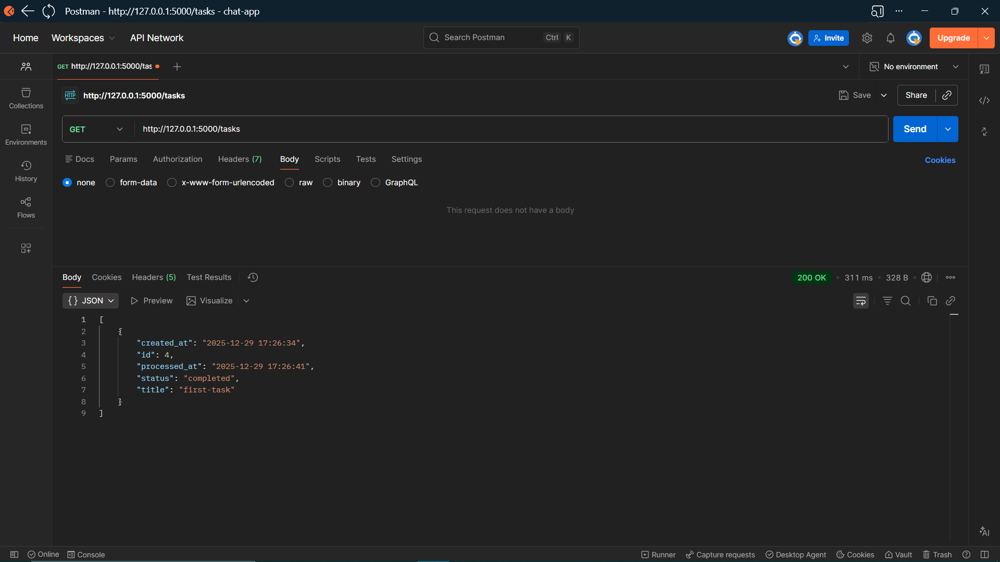 Postman - http://127.0.0.1:5000/tasks - chat-app
Home Workspaces API Network Search Postman Ctrl K Invite Upgrade
GET http://127.0.0.1:5000/tas No environment
HTTP http://127.0.0.1:5000/tasks Save Share
Collections
GET http://127.0.0.1:5000/tasks Send
Environments
Docs Params Authorization Headers (7) Body Scripts Tests Settings Cookies
History
none form-data x-www-form-urlencoded raw binary GraphQL
Flows
This request does not have a body
Body Cookies Headers (5) Test Results 200 OK • 311 ms • 328 B •
{} JSON Preview Visualize
1 [
2 {
3 "created_at": "2025-12-29 17:26:34",
4 "id": 4,
5 "processed_at": "2025-12-29 17:26:41",
6 "status": "completed",
7 "title": "first-task"
8 }
9 ]
AI
Online Console Runner Capture requests Desktop Agent Cookies Vault Trash